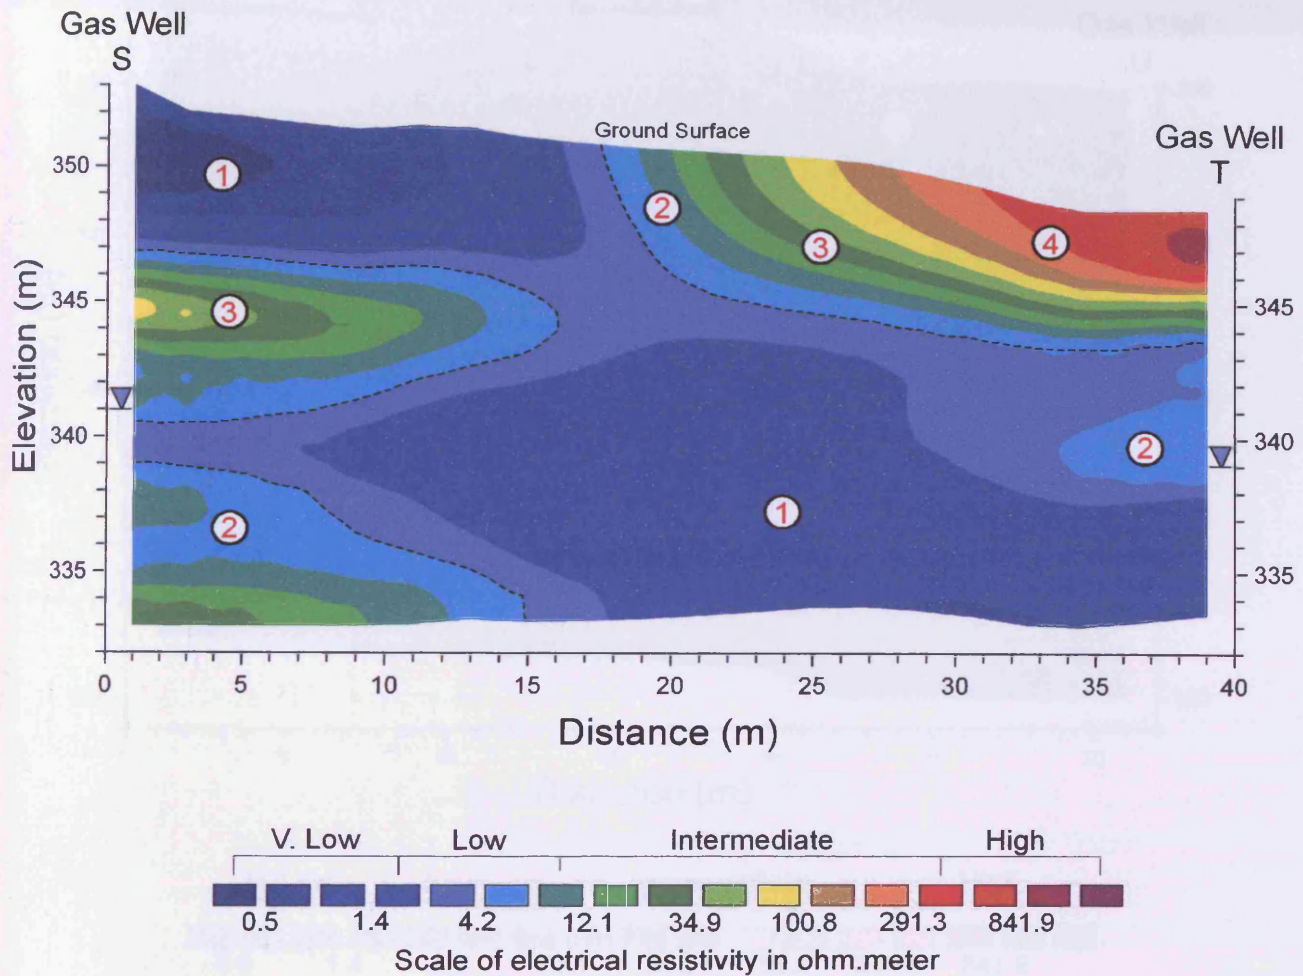 Gas Well
S
Ground Surface
Gas Well
T
Elevation (m)
350
345
340
335
345
340
335
1
2
3
4
3
2
2
1
0 5 10 15 20 25 30 35 40
Distance (m)
V. Low Low Intermediate High
0.5 1.4 4.2 12.1 34.9 100.8 291.3 841.9
Scale of electrical resistivity in ohm.meter